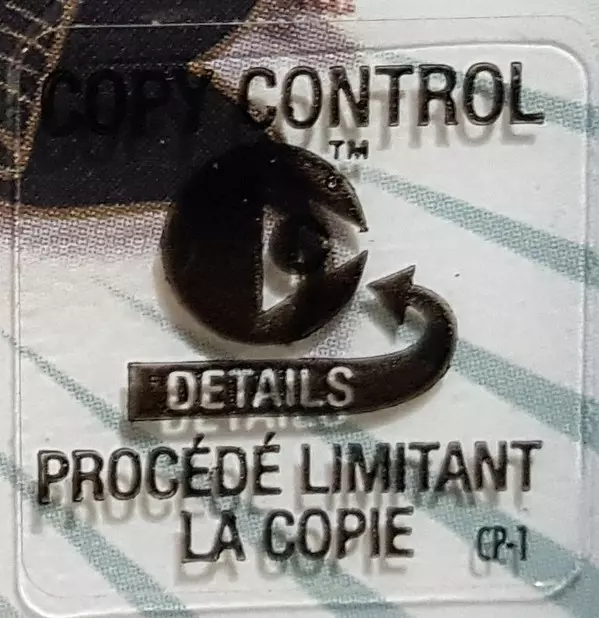 COPY CONTROL
TM
DETAILS
PROCÉDÉ LIMITANT
LA COPIE CP-1